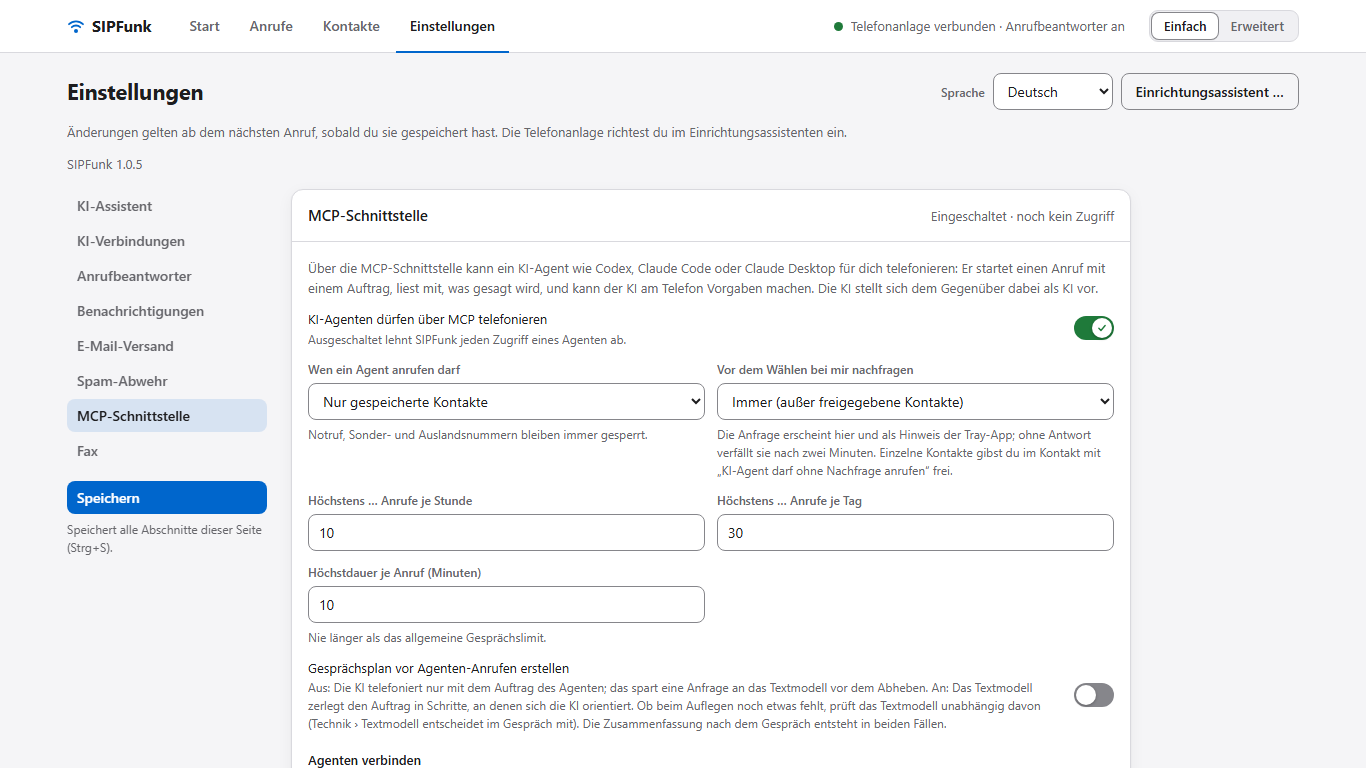 SIPFunk
Start
Anrufe
Kontakte
Einstellungen
Telefonanlage verbunden · Anrufbeantworter an
Einfach
Erweitert
Einstellungen
Sprache
Deutsch
Einrichtungsassistent ...
Änderungen gelten ab dem nächsten Anruf, sobald du sie gespeichert hast. Die Telefonanlage richtest du im Einrichtungsassistenten ein.
SIPFunk 1.0.5
KI-Assistent
KI-Verbindungen
Anrufbeantworter
Benachrichtigungen
E-Mail-Versand
Spam-Abwehr
MCP-Schnittstelle
Fax
Speichern
Speichert alle Abschnitte dieser Seite
(Strg+S).
MCP-Schnittstelle
Eingeschaltet · noch kein Zugriff
Über die MCP-Schnittstelle kann ein KI-Agent wie Codex, Claude Code oder Claude Desktop für dich telefonieren: Er startet einen Anruf mit
einem Auftrag, liest mit, was gesagt wird, und kann der KI am Telefon Vorgaben machen. Die KI stellt sich dem Gegenüber dabei als KI vor.
KI-Agenten dürfen über MCP telefonieren
Ausgeschaltet lehnt SIPFunk jeden Zugriff eines Agenten ab.
Wen ein Agent anrufen darf
Nur gespeicherte Kontakte
Notruf, Sonder- und Auslandsnummern bleiben immer gesperrt.
Vor dem Wählen bei mir nachfragen
Immer (außer freigegebene Kontakte)
Die Anfrage erscheint hier und als Hinweis der Tray-App; ohne Antwort
verfällt sie nach zwei Minuten. Einzelne Kontakte gibst du im Kontakt mit
„KI-Agent darf ohne Nachfrage anrufen“ frei.
Höchstens ... Anrufe je Stunde
10
Höchstens ... Anrufe je Tag
30
Höchstdauer je Anruf (Minuten)
10
Nie länger als das allgemeine Gesprächslimit.
Gesprächsplan vor Agenten-Anrufen erstellen
Aus: Die KI telefoniert nur mit dem Auftrag des Agenten; das spart eine Anfrage an das Textmodell vor dem Abheben. An: Das Textmodell
zerlegt den Auftrag in Schritte, an denen sich die KI orientiert. Ob beim Auflegen noch etwas fehlt, prüft das Textmodell unabhängig davon
(Technik › Textmodell entscheidet im Gespräch mit). Die Zusammenfassung nach dem Gespräch entsteht in beiden Fällen.
Agenten verbinden